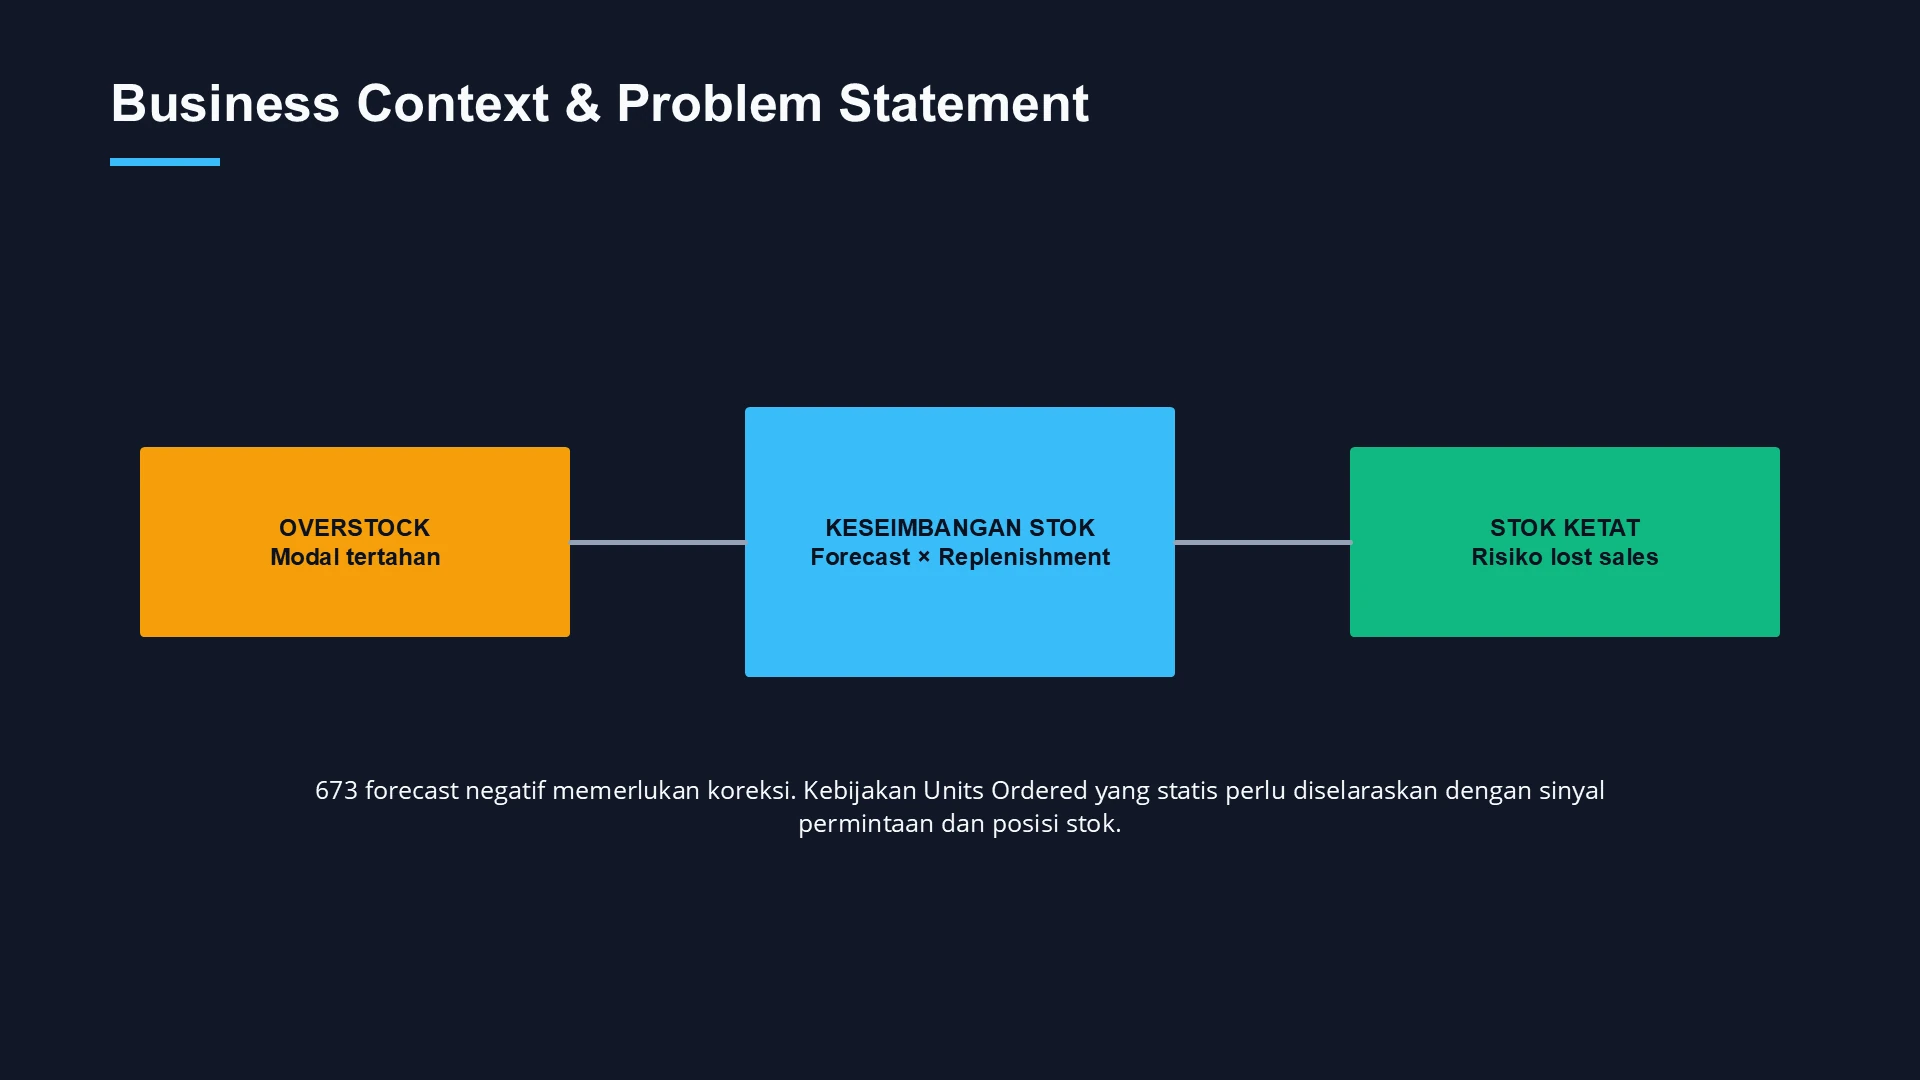 Business Context & Problem Statement
OVERSTOCK
Modal tertahan
KESEIMBANGAN STOK
Forecast × Replenishment
STOK KETAT
Risiko lost sales
673 forecast negatif memerlukan koreksi. Kebijakan Units Ordered yang statis perlu diselaraskan dengan sinyal
permintaan dan posisi stok.